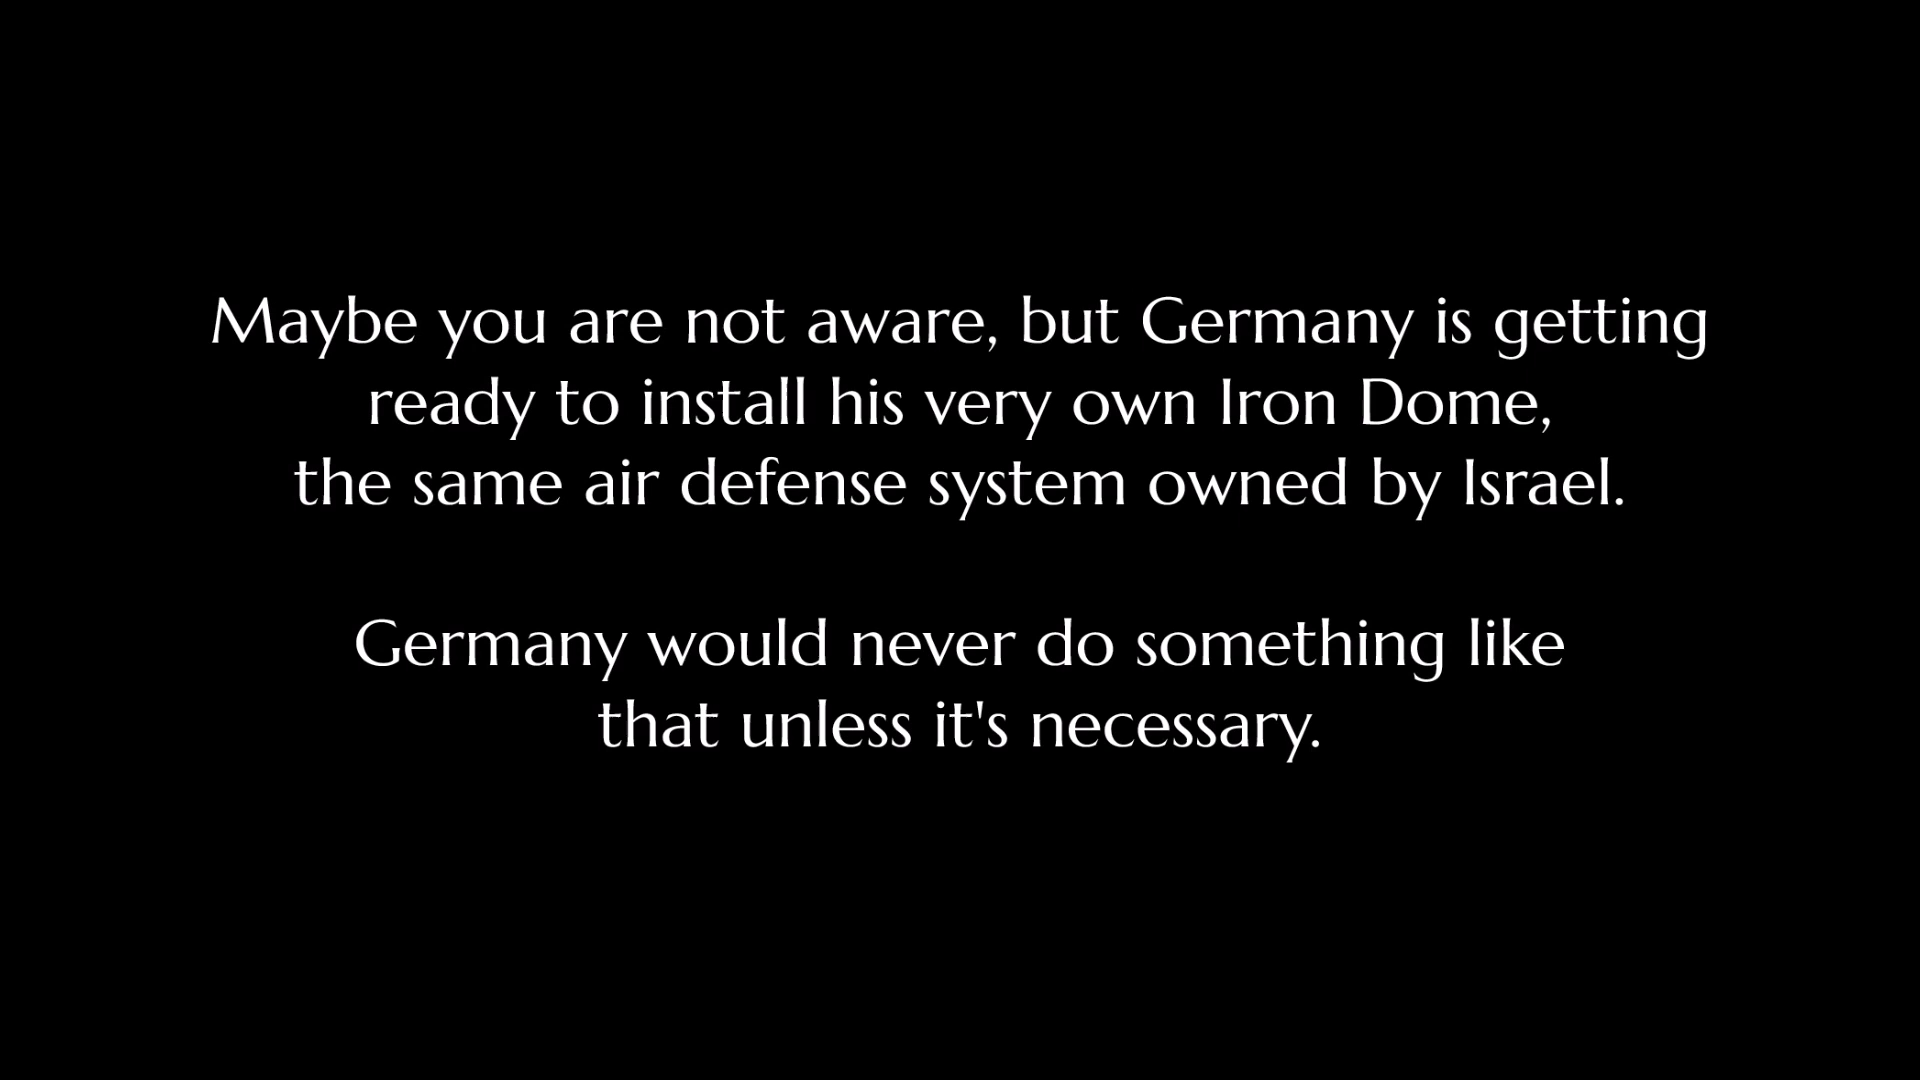 Maybe you are not aware, but Germany is getting
ready to install his very own Iron Dome,
the same air defense system owned by Israel.
Germany would never do something like
that unless it's necessary.